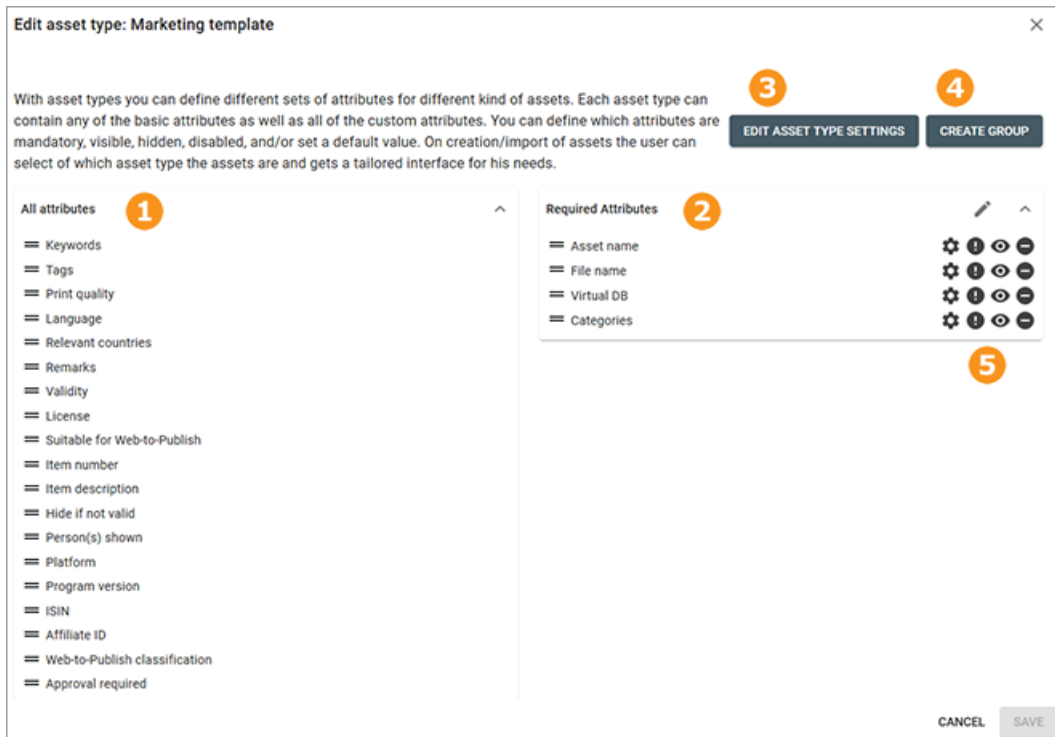 Edit asset type: Marketing template
3
4
With asset types you can define different sets of attributes for different kind of assets. Each asset type can
contain any of the basic attributes as well as all of the custom attributes. You can define which attributes are
mandatory, visible, hidden, disabled, and/or set a default value. On creation/import of assets the user can
select of which asset type the assets are and gets a tailored interface for his needs.
EDIT ASSET TYPE SETTINGS
CREATE GROUP
All attributes
1
Keywords
Tags
Print quality
Language
Relevant countries
Remarks
Validity
License
Suitable for Web-to-Publish
Item number
Item description
Hide if not valid
Person(s) shown
Platform
Program version
ISIN
Affiliate ID
Web-to-Publish classification
Approval required
Required Attributes
2
Asset name
File name
Virtual DB
Categories
5
CANCEL
SAVE